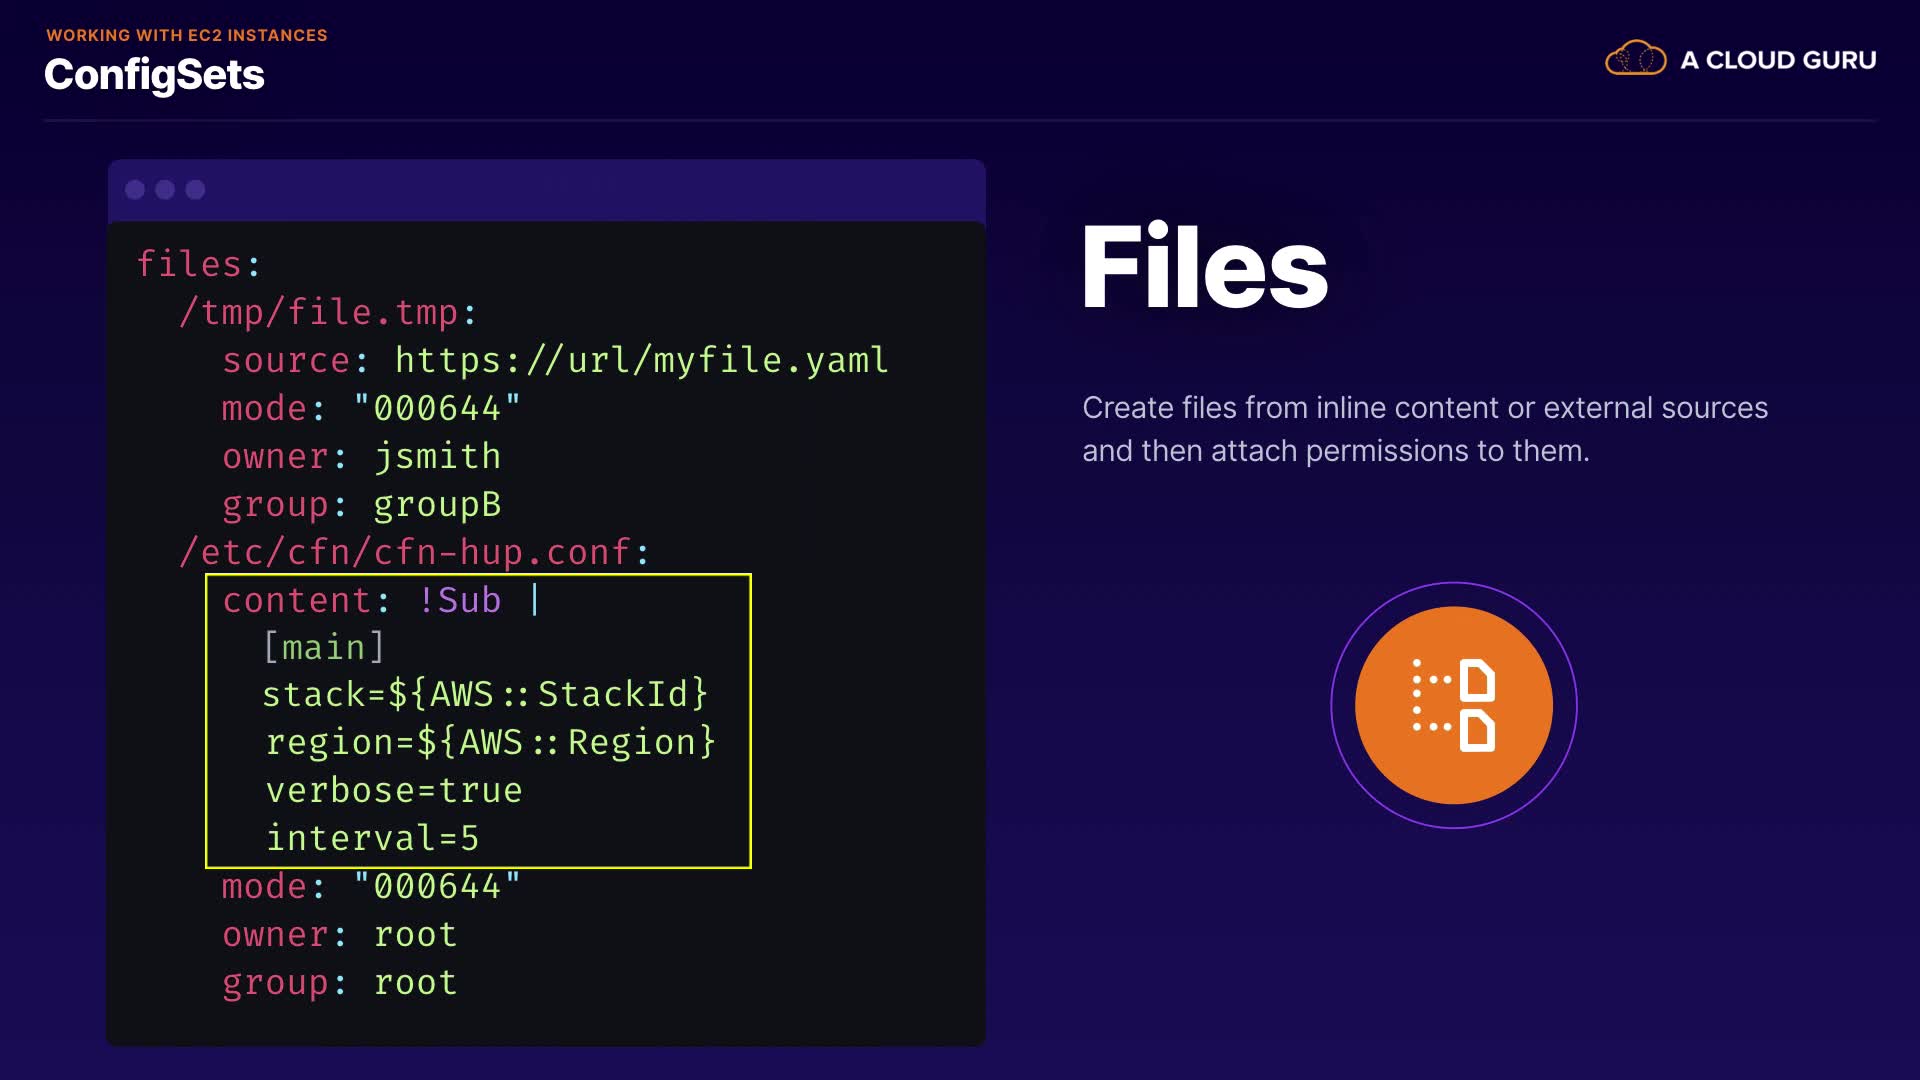 WORKING WITH EC2 INSTANCES
ConfigSets
A CLOUD GURU
files:
  /tmp/file.tmp:
    source: https://url/myfile.yaml
    mode: "000644"
    owner: jsmith
    group: groupB
  /etc/cfn/cfn-hup.conf:
    content: !Sub |
      [main]
      stack=${AWS::StackId}
      region=${AWS::Region}
      verbose=true
      interval=5
    mode: "000644"
    owner: root
    group: root
Files
Create files from inline content or external sources
and then attach permissions to them.